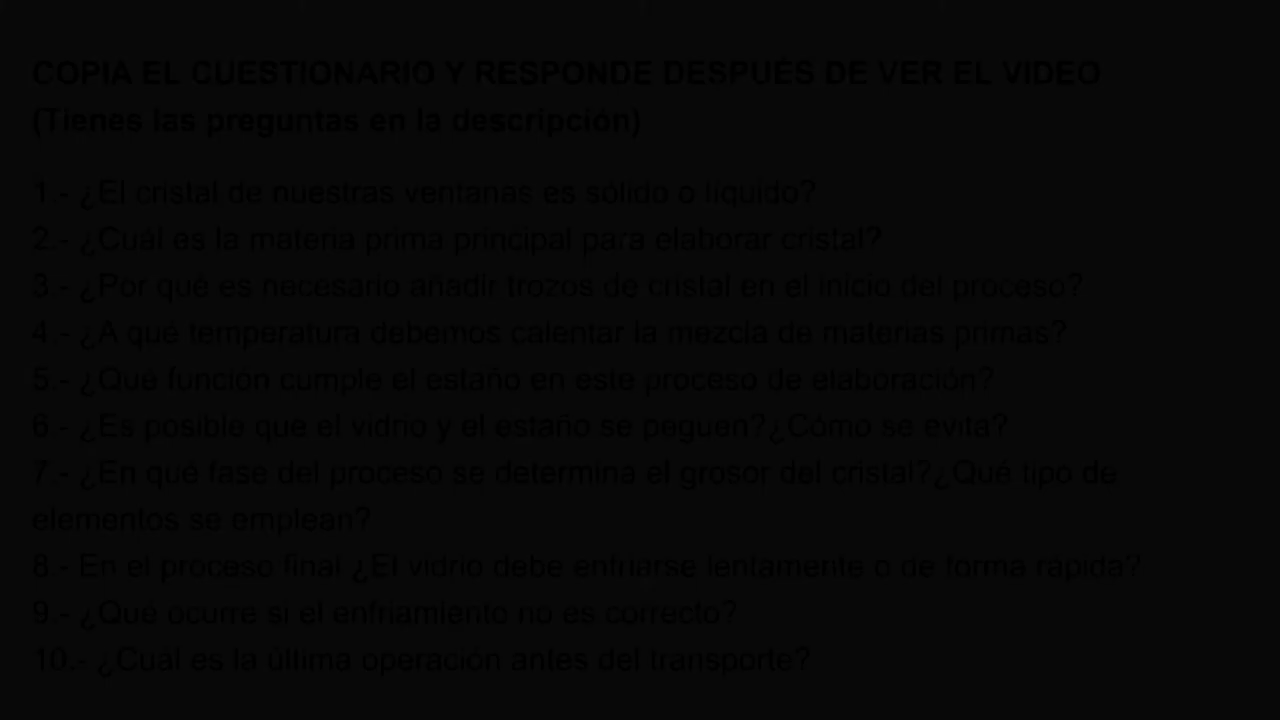 COPIA EL CUESTIONARIO Y RESPONDE DESPUÉS DE VER EL VIDEO
(Tienes las preguntas en la descripción)
1.- ¿El cristal de nuestras ventanas es sólido o líquido?
2.- ¿Cuál es la materia prima principal para elaborar cristal?
3.- ¿Por qué es necesario añadir trozos de cristal en el inicio del proceso?
4.- ¿A qué temperatura debemos calentar la mezcla de materias primas?
5.- ¿Qué función cumple el estaño en este proceso de elaboración?
6.- ¿Es posible que el vidrio y el estaño se peguen?¿Cómo se evita?
7.- ¿En qué fase del proceso se determina el grosor del cristal?¿Qué tipo de
elementos se emplean?
8.- En el proceso final ¿El vidrio debe enfriarse lentamente o de forma rápida?
9.- ¿Qué ocurre si el enfriamiento no es correcto?
10.- ¿Cuál es la última operación antes del transporte?